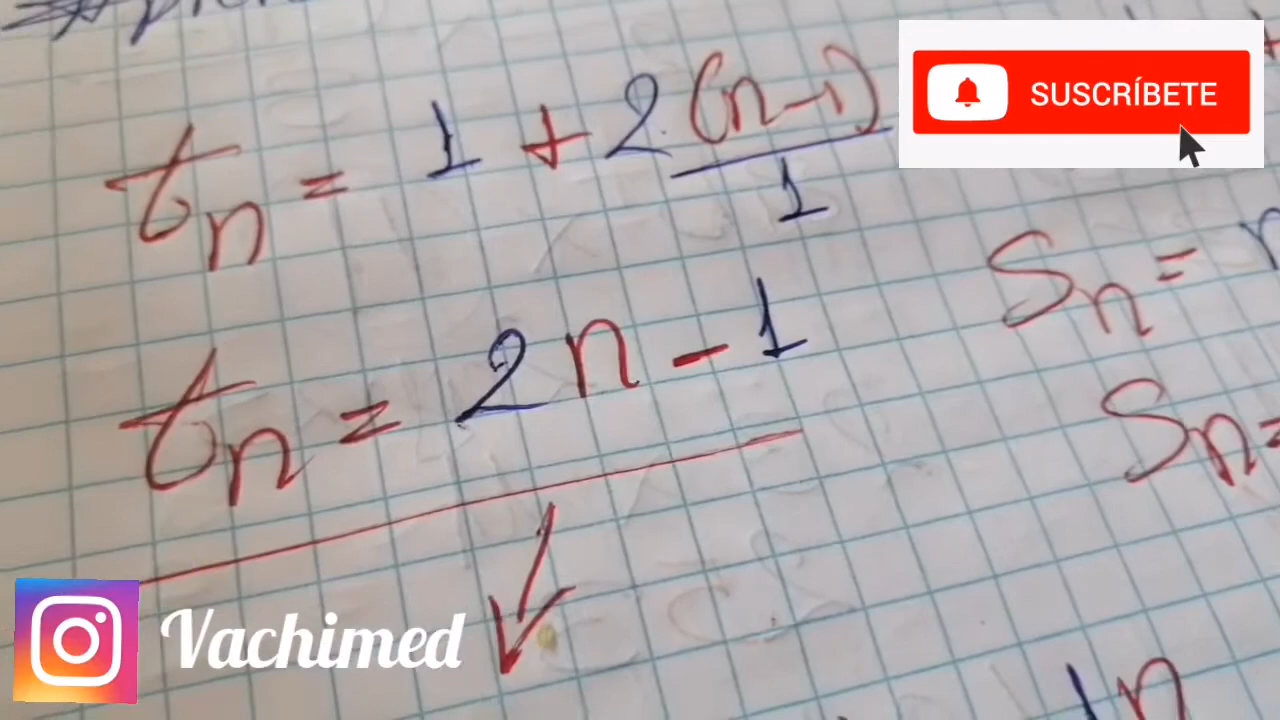 SUSCRÍBETE
tn = 1 + 2 (n-1)/1
tn = 2n - 1
Sn =
Sn=
Vachimed